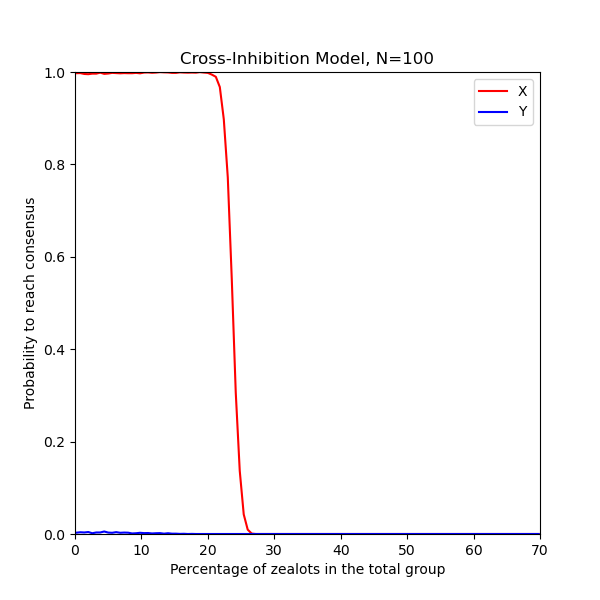 Cross-Inhibition Model, N=100
1.0
0.8
0.6
0.4
0.2
0.0
Probability to reach consensus
X
Y
0 10 20 30 40 50 60 70
Percentage of zealots in the total group